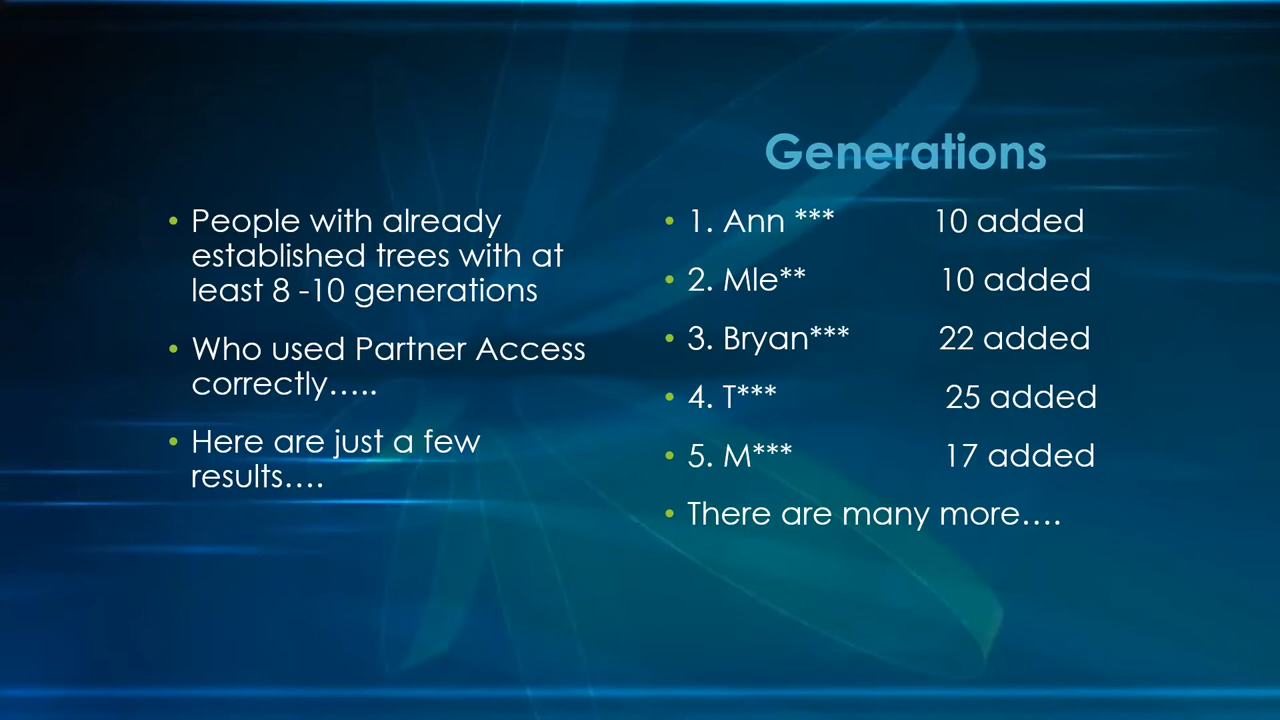 People with already
established trees with at
least 8 -10 generations
Who used Partner Access
correctly…..
Here are just a few
results….
Generations
1. Ann *** 10 added
2. Mle** 10 added
3. Bryan*** 22 added
4. T*** 25 added
5. M*** 17 added
There are many more….